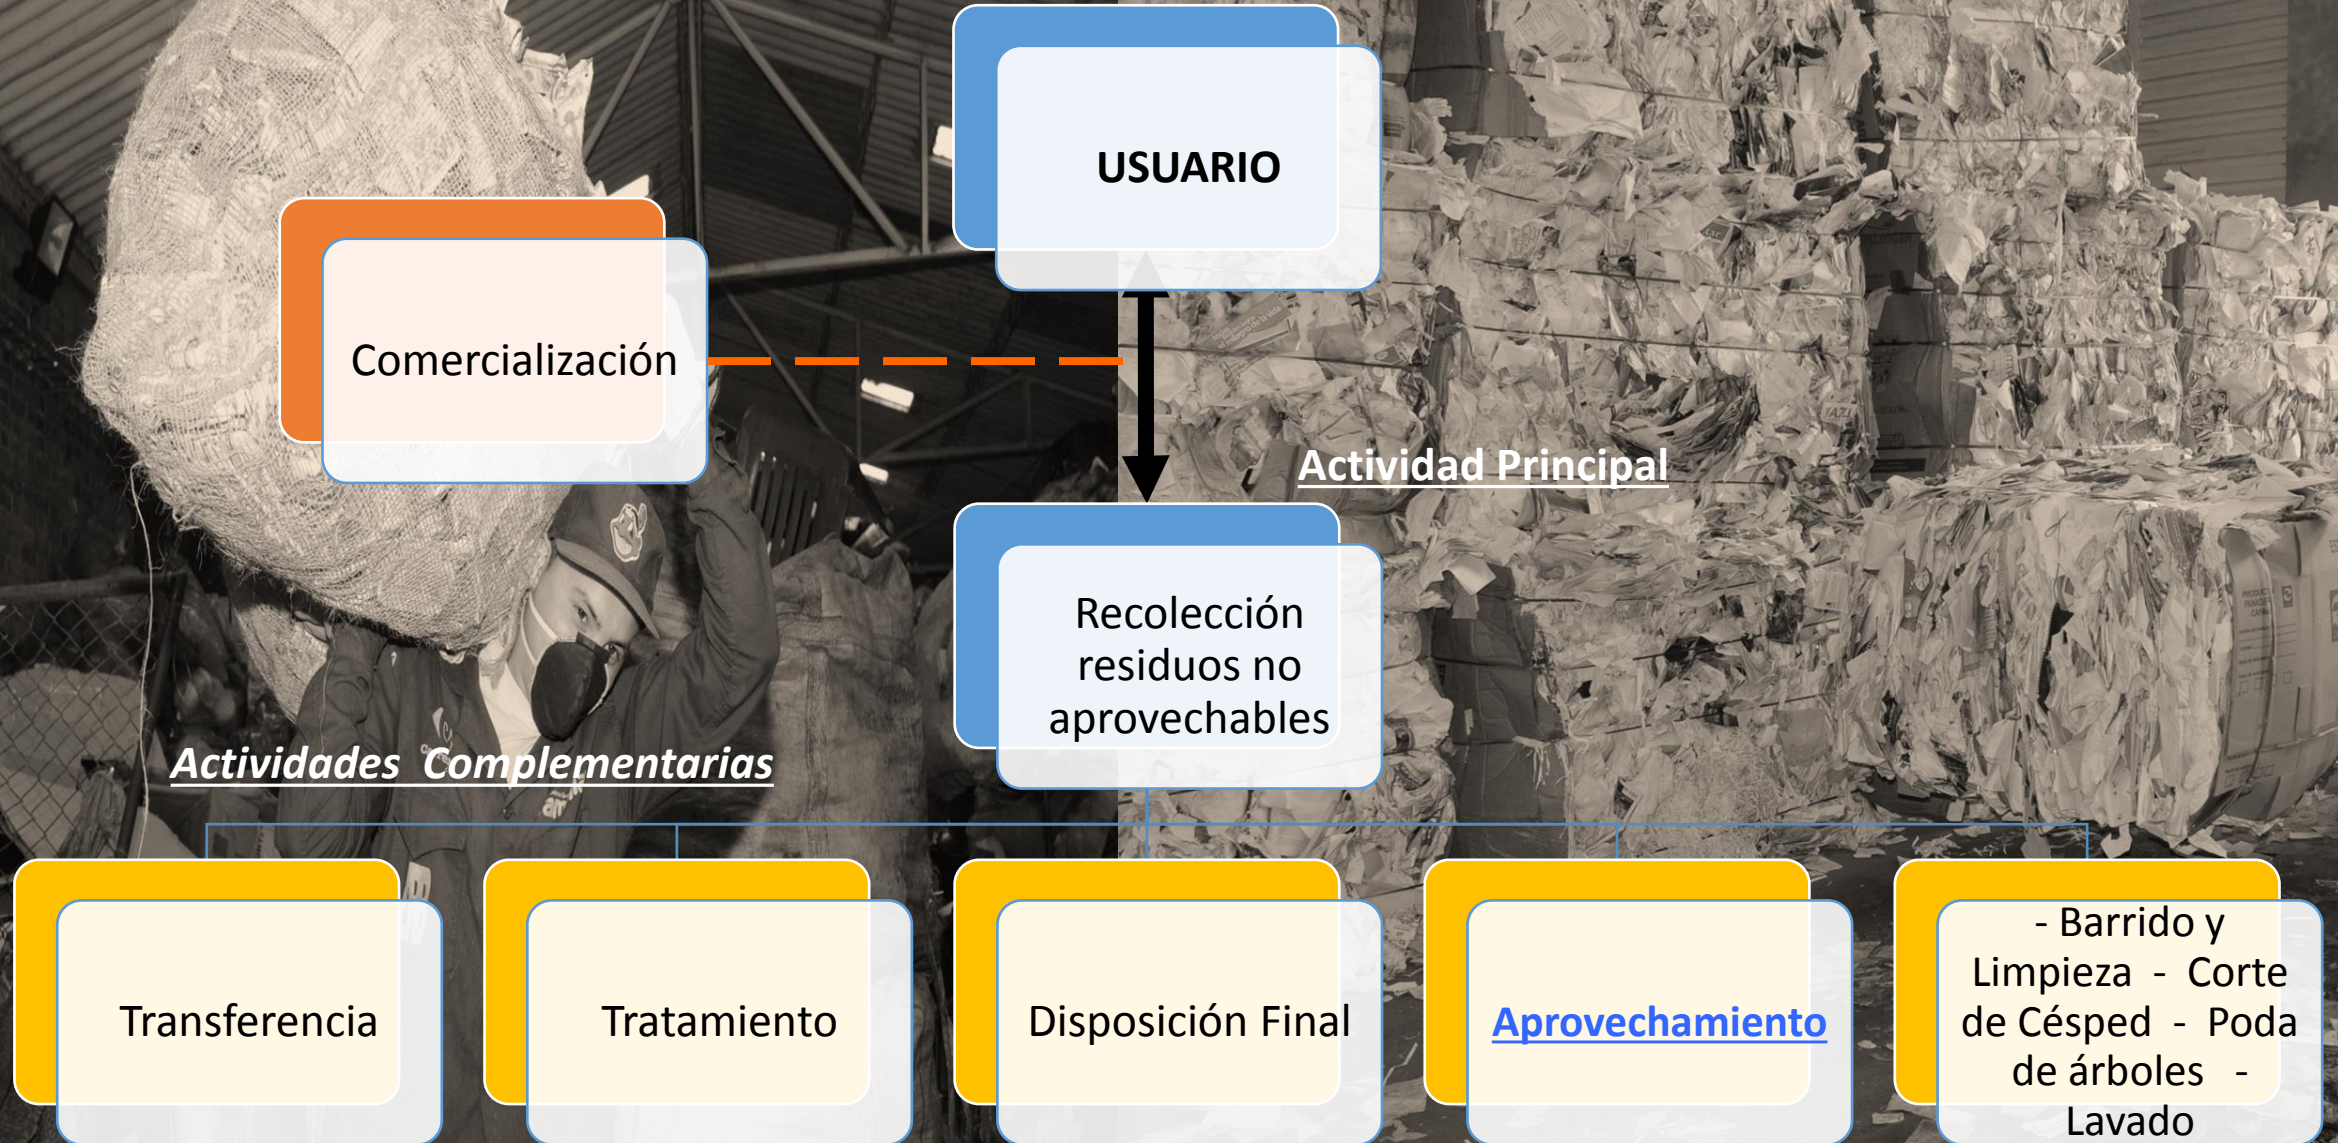 USUARIO
Comercialización
Actividad Principal
Recolección
residuos no
aprovechables
Actividades  Complementarias
Transferencia
Tratamiento
Disposición Final
Aprovechamiento
- Barrido y
Limpieza  -  Corte
de Césped  -  Poda
de árboles   -
Lavado